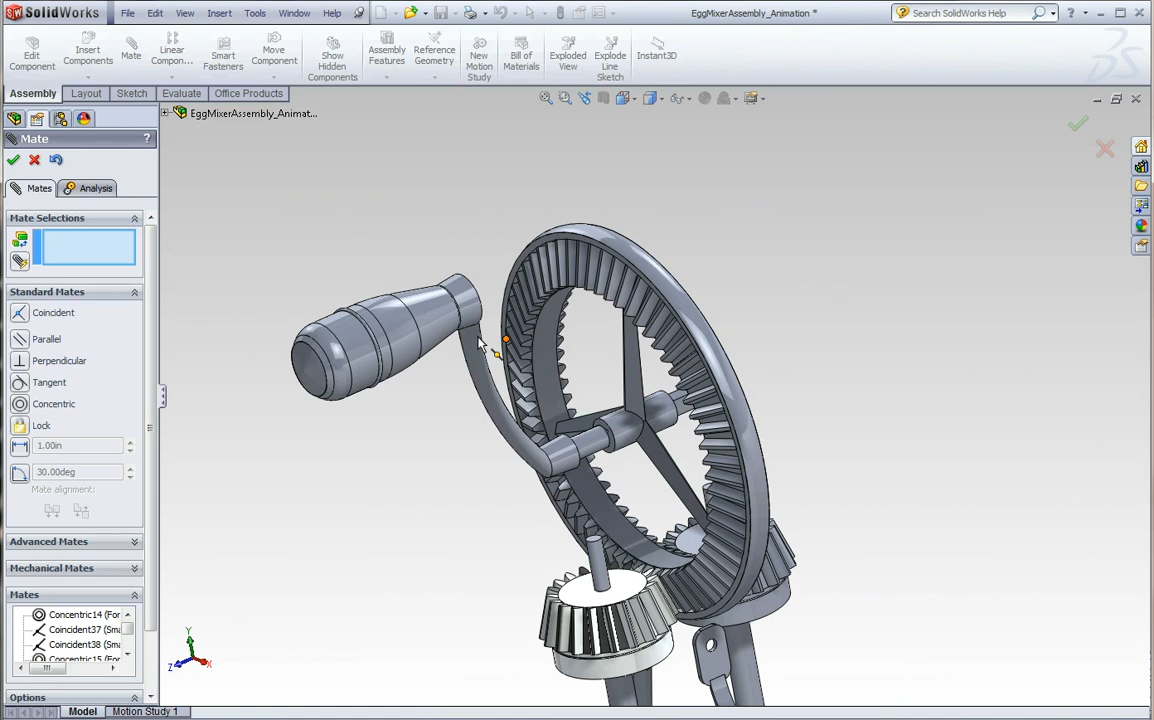 SolidWorks File Edit View Insert Tools Window Help EggMixerAssembly_Animation * Search SolidWorks Help
Edit Component
Insert Components
Mate
Linear Compon...
Smart Fasteners
Move Component
Show Hidden Components
Assembly Features
Reference Geometry
New Motion Study
Bill of Materials
Exploded View
Explode Line Sketch
Instant3D
Assembly Layout Sketch Evaluate Office Products
EggMixerAssembly_Animat...
Mate ?
Mates Analysis
Mate Selections
Standard Mates
Coincident
Parallel
Perpendicular
Tangent
Concentric
Lock
1.00in
30.00deg
Mate alignment:
Advanced Mates
Mechanical Mates
Mates
Concentric14 (For
Coincident37 (Sma
Coincident38 (Sma
Concentric15 (For
Options
Y
Z X
Model Motion Study 1